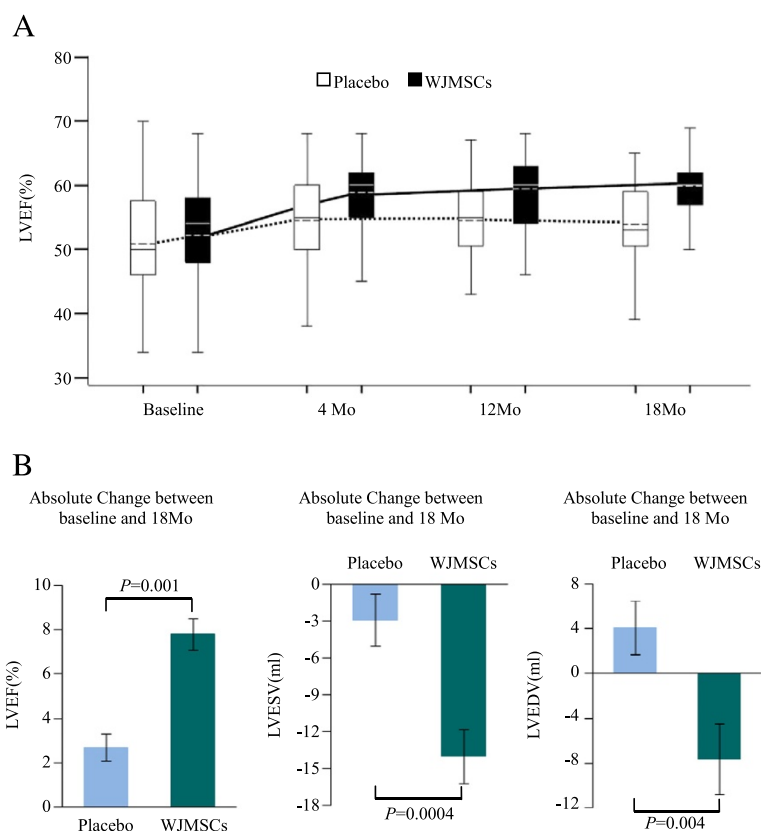 A
80
70
60
50
40
30
LVEF(%)
Placebo WJMSCs
Baseline 4 Mo 12Mo 18Mo
B
Absolute Change between
baseline and 18Mo
10
8
6
4
2
0
LVEF(%)
P=0.001
Placebo WJMSCs
Absolute Change between
baseline and 18 Mo
Placebo WJMSCs
0
-3
-6
-9
-12
-15
-18
LVESV(ml)
P=0.0004
Absolute Change between
baseline and 18 Mo
Placebo WJMSCs
8
4
0
-4
-8
-12
LVEDV(ml)
P=0.004